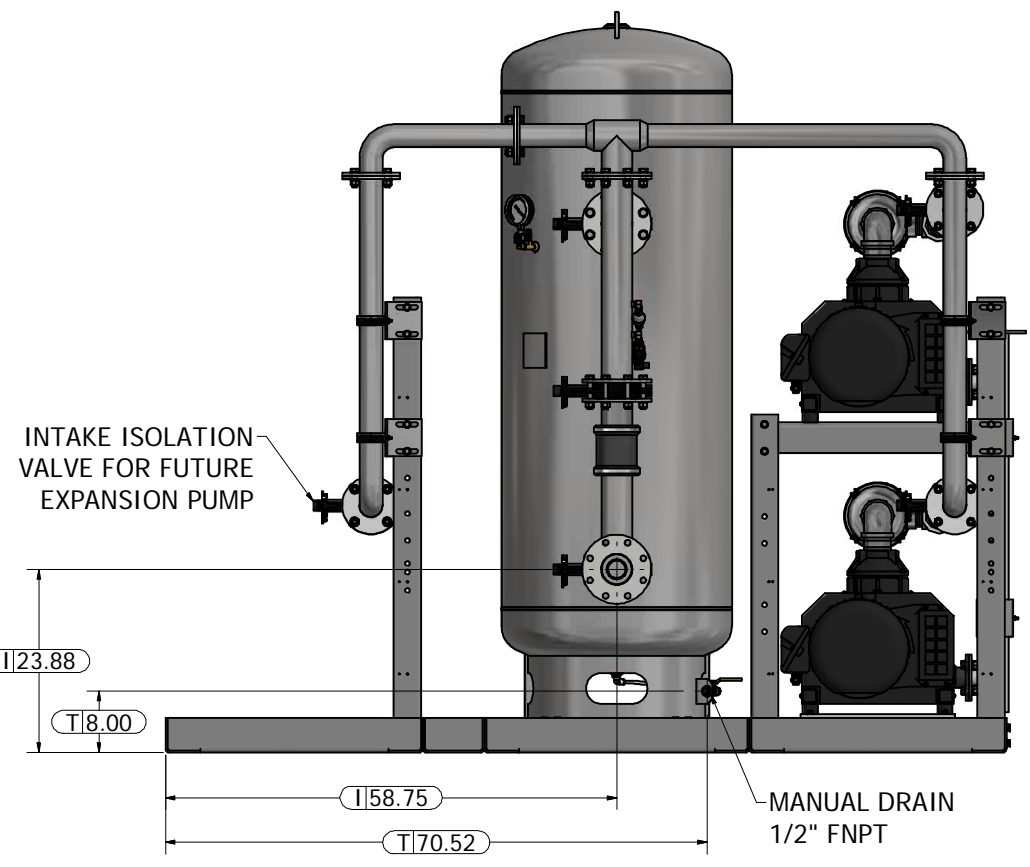 INTAKE ISOLATION
VALVE FOR FUTURE
EXPANSION PUMP
I|23.88
T|8.00
I|58.75
T|70.52
MANUAL DRAIN
1/2" FNPT